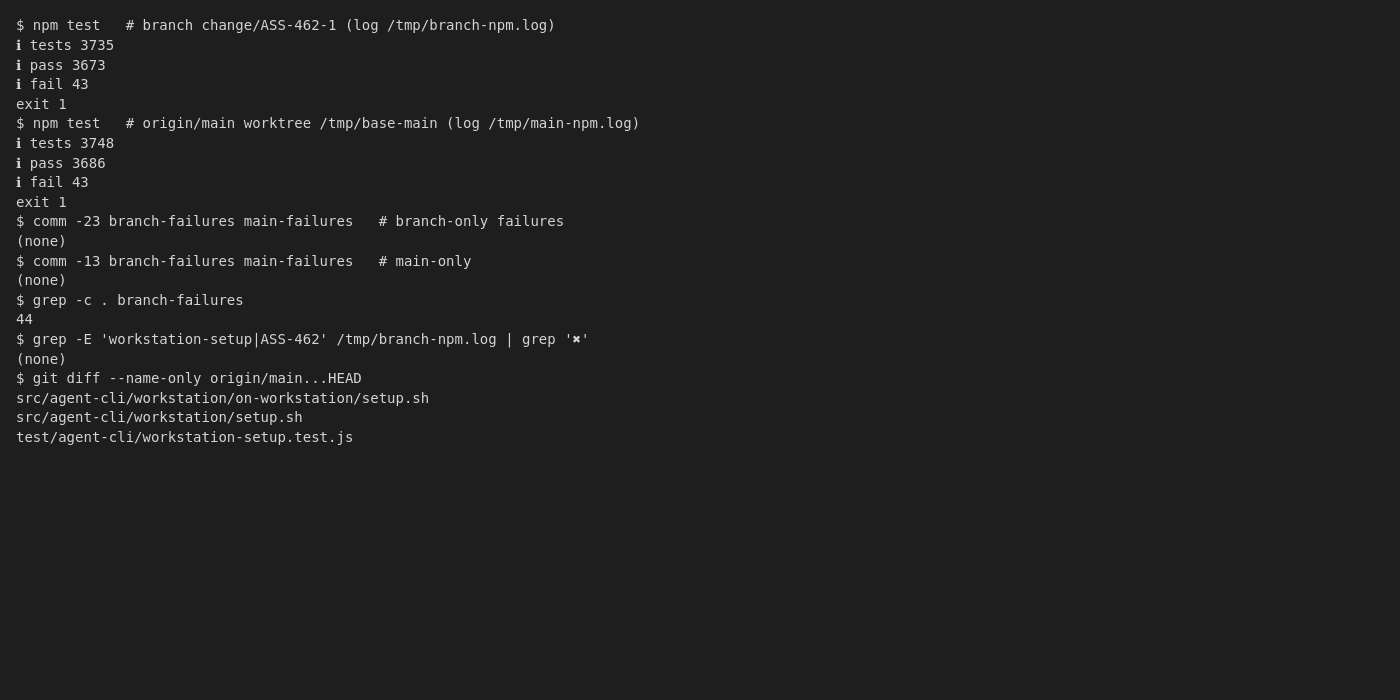 $ npm test   # branch change/ASS-462-1 (log /tmp/branch-npm.log)
ℹ tests 3735
ℹ pass 3673
ℹ fail 43
exit 1
$ npm test   # origin/main worktree /tmp/base-main (log /tmp/main-npm.log)
ℹ tests 3748
ℹ pass 3686
ℹ fail 43
exit 1
$ comm -23 branch-failures main-failures   # branch-only failures
(none)
$ comm -13 branch-failures main-failures   # main-only
(none)
$ grep -c . branch-failures
44
$ grep -E 'workstation-setup|ASS-462' /tmp/branch-npm.log | grep '✖'
(none)
$ git diff --name-only origin/main...HEAD
src/agent-cli/workstation/on-workstation/setup.sh
src/agent-cli/workstation/setup.sh
test/agent-cli/workstation-setup.test.js